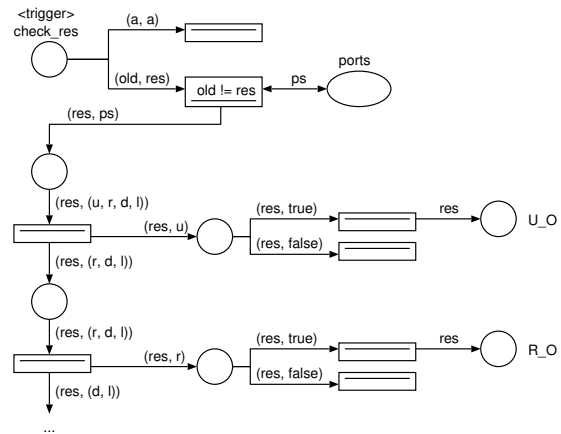 <trigger>
check_res
(a, a)
(old, res)
old != res
ps
ports
(res, ps)
(res, (u, r, d, l))
(res, u)
(res, true)
res
U_O
(res, false)
(res, (r, d, l))
(res, (r, d, l))
(res, r)
(res, true)
res
R_O
(res, false)
(res, (d, l))
...